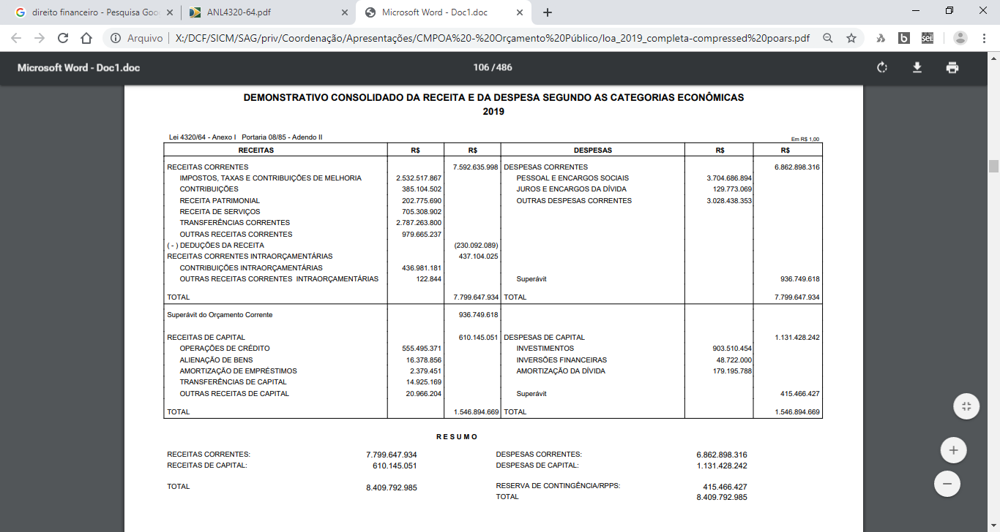 direito financeiro - Pesquisa Goo
ANL4320-64.pdf
Microsoft Word - Doc1.doc
Arquivo | X:/DCF/SICM/SAG/priv/Coordenação/Apresentações/CMPOA%20-%20Orçamento%20Público/loa_2019_completa-compressed%20poars.pdf
Microsoft Word - Doc1.doc 106 / 486
DEMONSTRATIVO CONSOLIDADO DA RECEITA E DA DESPESA SEGUNDO AS CATEGORIAS ECONÔMICAS
2019
Lei 4320/64 - Anexo I Portaria 08/85 - Adendo II Em R$ 1,00
RECEITAS R$ R$ DESPESAS R$ R$
RECEITAS CORRENTES 7.592.635.998 DESPESAS CORRENTES 6.862.898.316
IMPOSTOS, TAXAS E CONTRIBUIÇÕES DE MELHORIA 2.532.517.867 PESSOAL E ENCARGOS SOCIAIS 3.704.686.894
CONTRIBUIÇÕES 385.104.502 JUROS E ENCARGOS DA DÍVIDA 129.773.069
RECEITA PATRIMONIAL 202.775.690 OUTRAS DESPESAS CORRENTES 3.028.438.353
RECEITA DE SERVIÇOS 705.308.902
TRANSFERÊNCIAS CORRENTES 2.787.263.800
OUTRAS RECEITAS CORRENTES 979.665.237
( - ) DEDUÇÕES DA RECEITA (230.092.089)
RECEITAS CORRENTES INTRAORÇAMENTÁRIAS 437.104.025
CONTRIBUIÇÕES INTRAORÇAMENTÁRIAS 436.981.181
OUTRAS RECEITAS CORRENTES INTRAORÇAMENTÁRIAS 122.844 Superávit 936.749.618
TOTAL 7.799.647.934 TOTAL 7.799.647.934
Superávit do Orçamento Corrente 936.749.618
RECEITAS DE CAPITAL 610.145.051 DESPESAS DE CAPITAL 1.131.428.242
OPERAÇÕES DE CRÉDITO 555.495.371 INVESTIMENTOS 903.510.454
ALIENAÇÃO DE BENS 16.378.856 INVERSÕES FINANCEIRAS 48.722.000
AMORTIZAÇÃO DE EMPRÉSTIMOS 2.379.451 AMORTIZAÇÃO DA DÍVIDA 179.195.788
TRANSFERÊNCIAS DE CAPITAL 14.925.169
OUTRAS RECEITAS DE CAPITAL 20.966.204 Superávit 415.466.427
TOTAL 1.546.894.669 TOTAL 1.546.894.669
RESUMO
RECEITAS CORRENTES: 7.799.647.934 DESPESAS CORRENTES: 6.862.898.316
RECEITAS DE CAPITAL: 610.145.051 DESPESAS DE CAPITAL: 1.131.428.242
TOTAL 8.409.792.985 RESERVA DE CONTINGÊNCIA/RPPS: 415.466.427
TOTAL 8.409.792.985